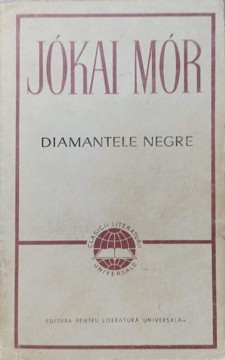 JÓKAI MÓR
DIAMANTELE NEGRE
CLASICII LITERATURII
UNIVERSALE
EDITURA PENTRU LITERATURĂ UNIVERSALĂ